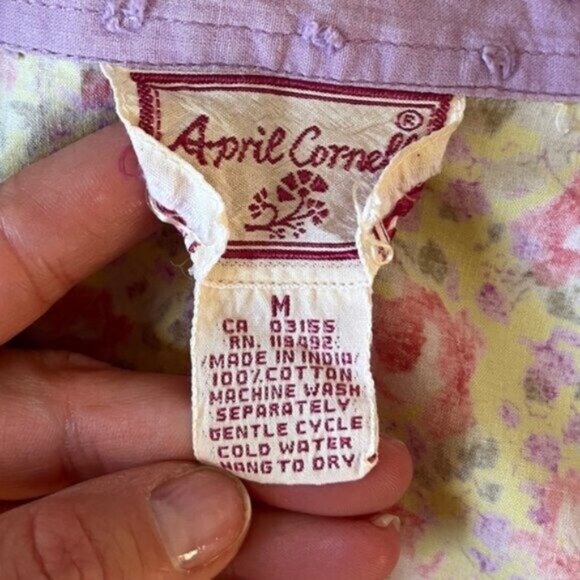 April Cornell®
M
CA 03155
RN. 119492
MADE IN INDIA
100% COTTON
MACHINE WASH
SEPARATELY
GENTLE CYCLE
COLD WATER
HANG TO DRY